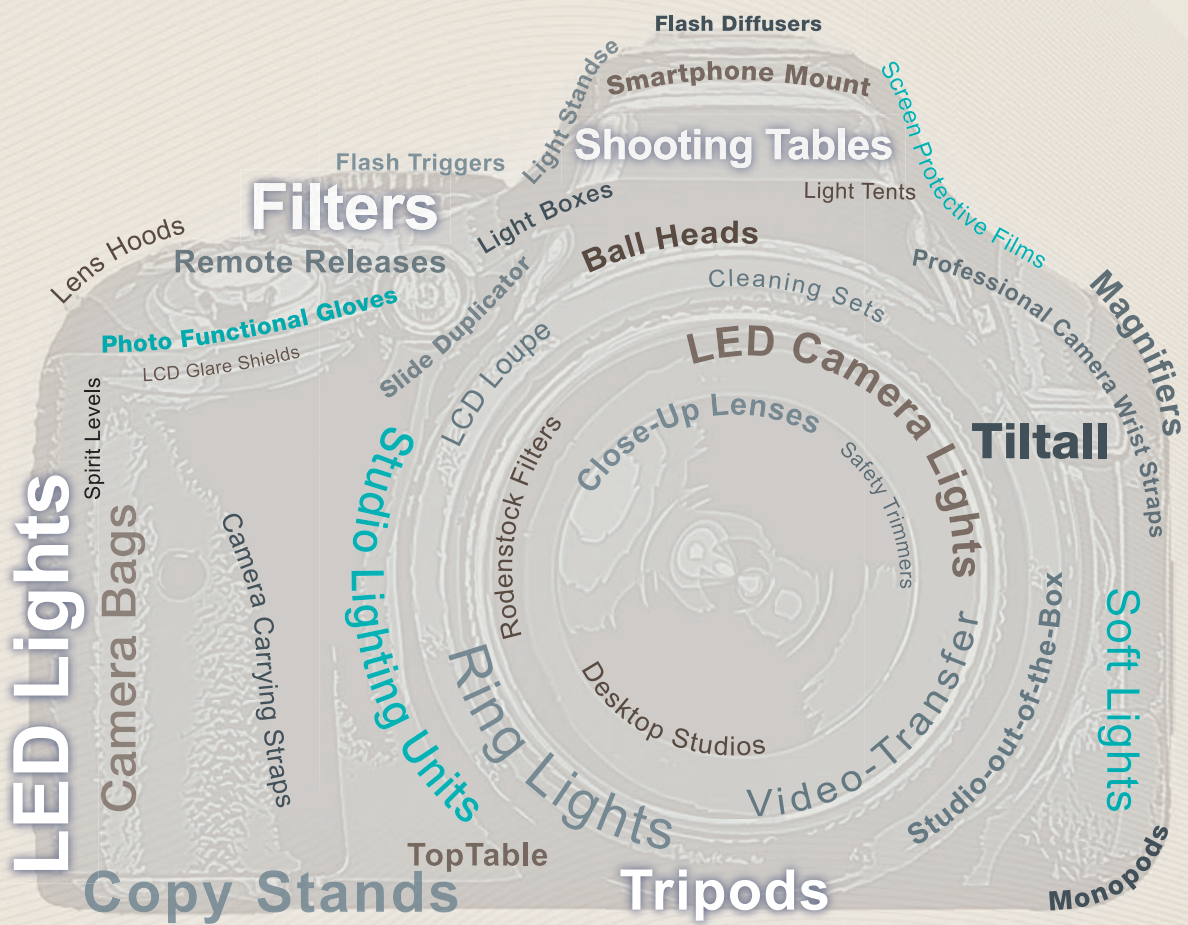 Flash Diffusers
Smartphone Mount
Light Standse
Screen Protective Films
Shooting Tables
Flash Triggers
Light Tents
Filters
Light Boxes
Lens Hoods
Ball Heads
Remote Releases
Professional Camera Wrist Straps
Magnifiers
Cleaning Sets
Photo Functional Gloves
Slide Duplicator
LCD Glare Shields
LCD Loupe
LED Camera Lights
Spirit Levels
Close-Up Lenses
Tiltall
Rodenstock Filters
Safety Trimmers
Studio Lighting Units
LED Lights
Camera Bags
Camera Carrying Straps
Ring Lights
Desktop Studios
Video-Transfer
Studio-out-of-the-Box
Soft Lights
TopTable
Copy Stands
Tripods
Monopods